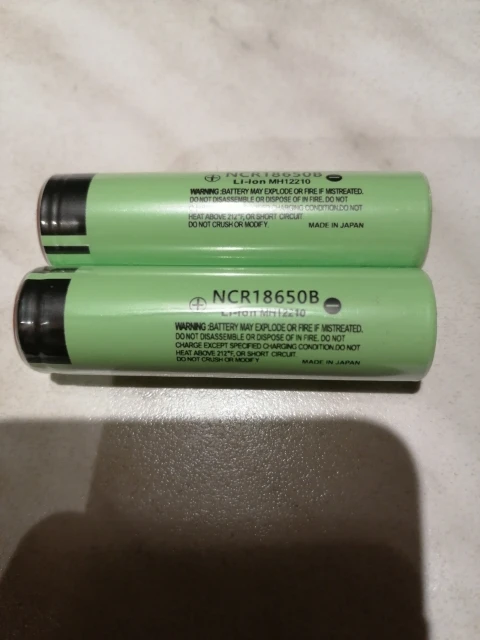 ⊕ NCR18650B ⊖
Li-ion MH12210
WARNING:BATTERY MAY EXPLODE OR FIRE IF MISTREATED.
DO NOT DISASSEMBLE OR DISPOSE OF IN FIRE. DO NOT
CHARGING CONDITION.DO NOT
HEAT ABOVE 212°F, OR SHORT CIRCUIT
DO NOT CRUSH OR MODIFY. MADE IN JAPAN
⊕ NCR18650B ⊖
Li-ion MH12210
WARNING:BATTERY MAY EXPLODE OR FIRE IF MISTREATED.
DO NOT DISASSEMBLE OR DISPOSE OF IN FIRE. DO NOT
CHARGE EXCEPT SPECIFIED CHARGING CONDITION.DO NOT
HEAT ABOVE 212°F, OR SHORT CIRCUIT
DO NOT CRUSH OR MODIFY. MADE IN JAPAN